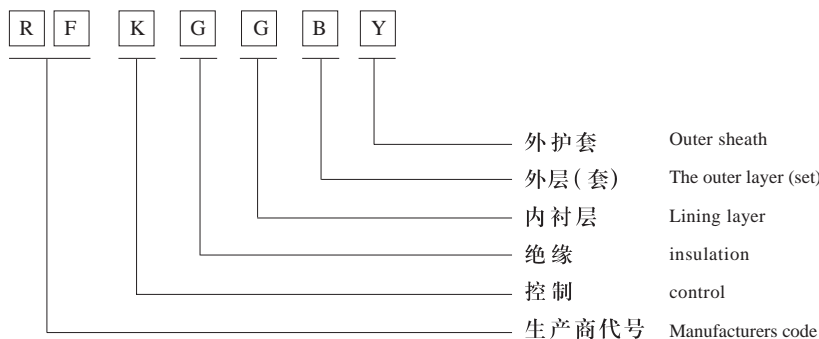 R F K G G B Y
外护套 Outer sheath
外层(套) The outer layer (set)
内衬层 Lining layer
绝缘 insulation
控制 control
生产商代号 Manufacturers code